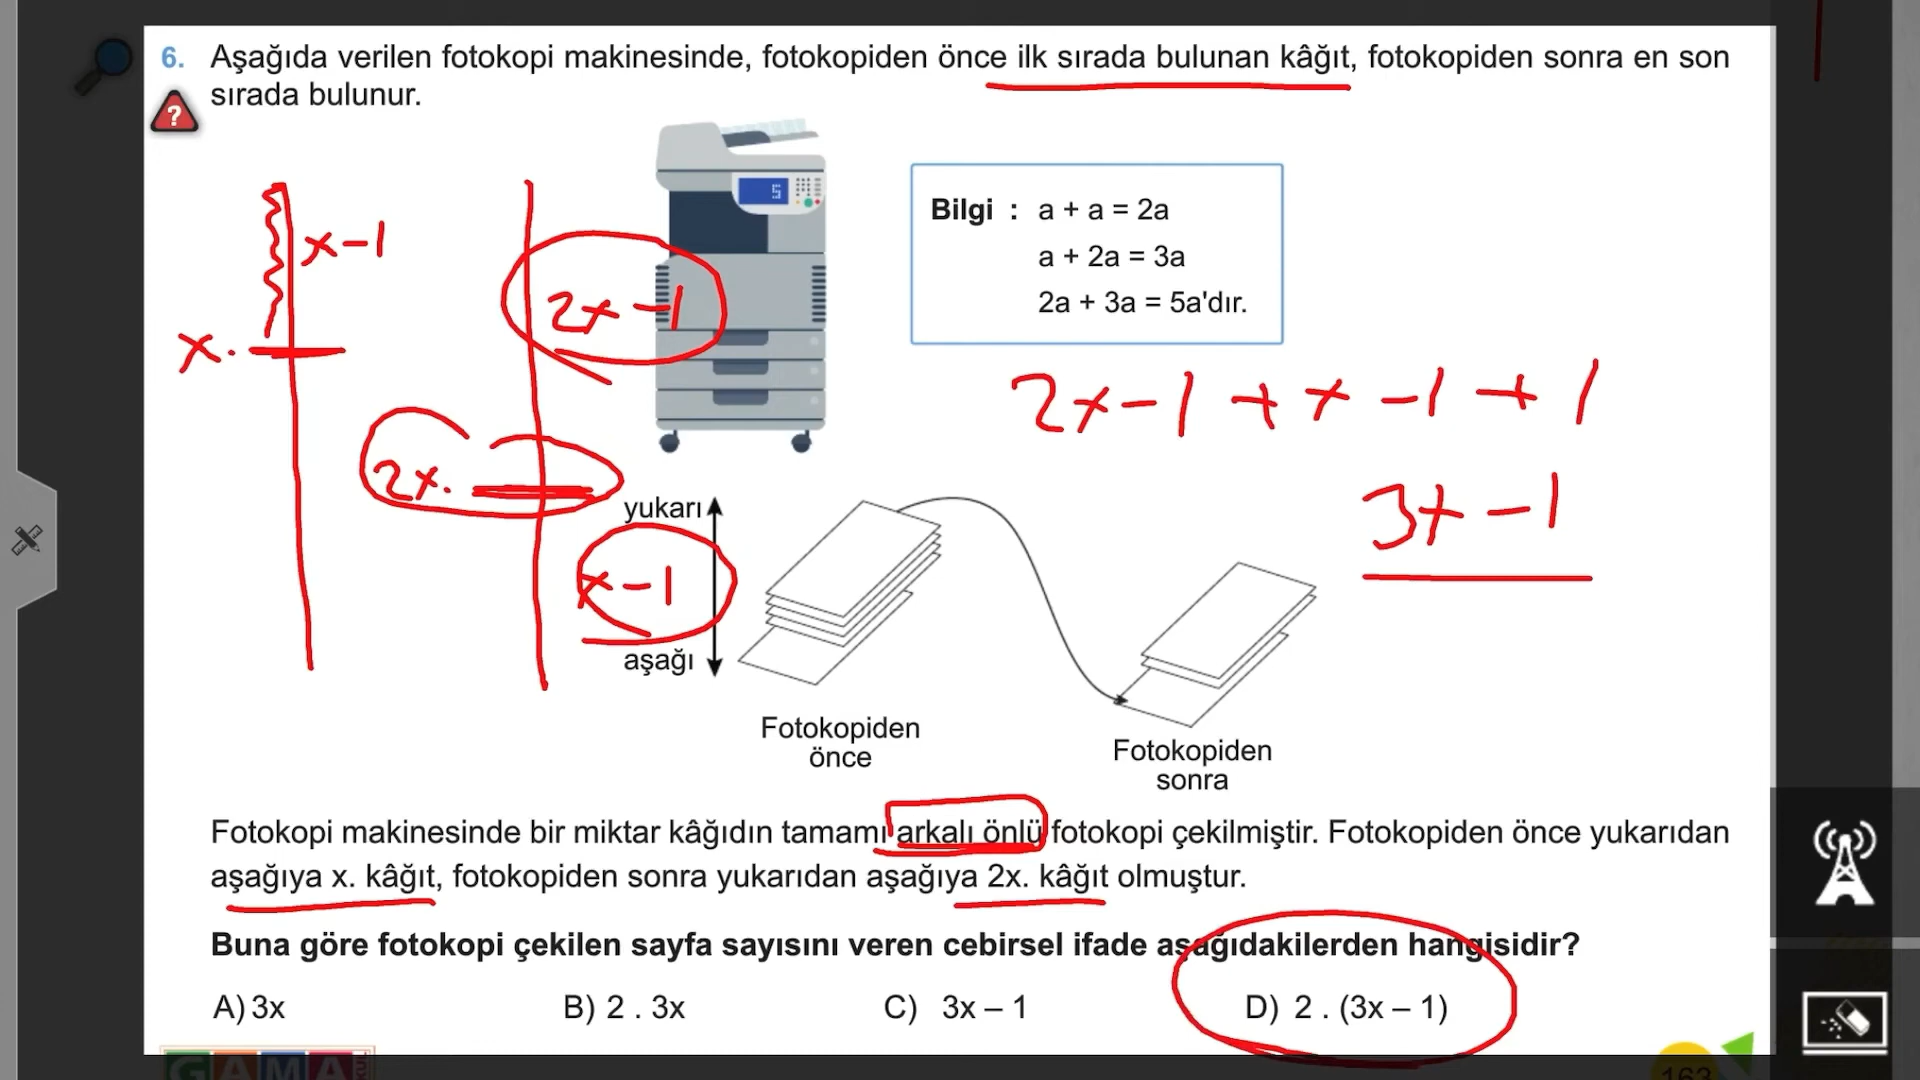 6. Aşağıda verilen fotokopi makinesinde, fotokopiden önce ilk sırada bulunan kâğıt, fotokopiden sonra en son
sırada bulunur.
?
5
Bilgi : a + a = 2a
a + 2a = 3a
2a + 3a = 5a'dır.
x-1
x.
2x-1
2x.
x-1
2x-1+x-1+1
3x-1
yukarı
aşağı
Fotokopiden
önce
Fotokopiden
sonra
Fotokopi makinesinde bir miktar kâğıdın tamamı arkalı önlü fotokopi çekilmiştir. Fotokopiden önce yukarıdan
aşağıya x. kâğıt, fotokopiden sonra yukarıdan aşağıya 2x. kâğıt olmuştur.
Buna göre fotokopi çekilen sayfa sayısını veren cebirsel ifade aşağıdakilerden hangisidir?
A) 3x B) 2 . 3x C) 3x – 1 D) 2 . (3x – 1)
GAMA
163